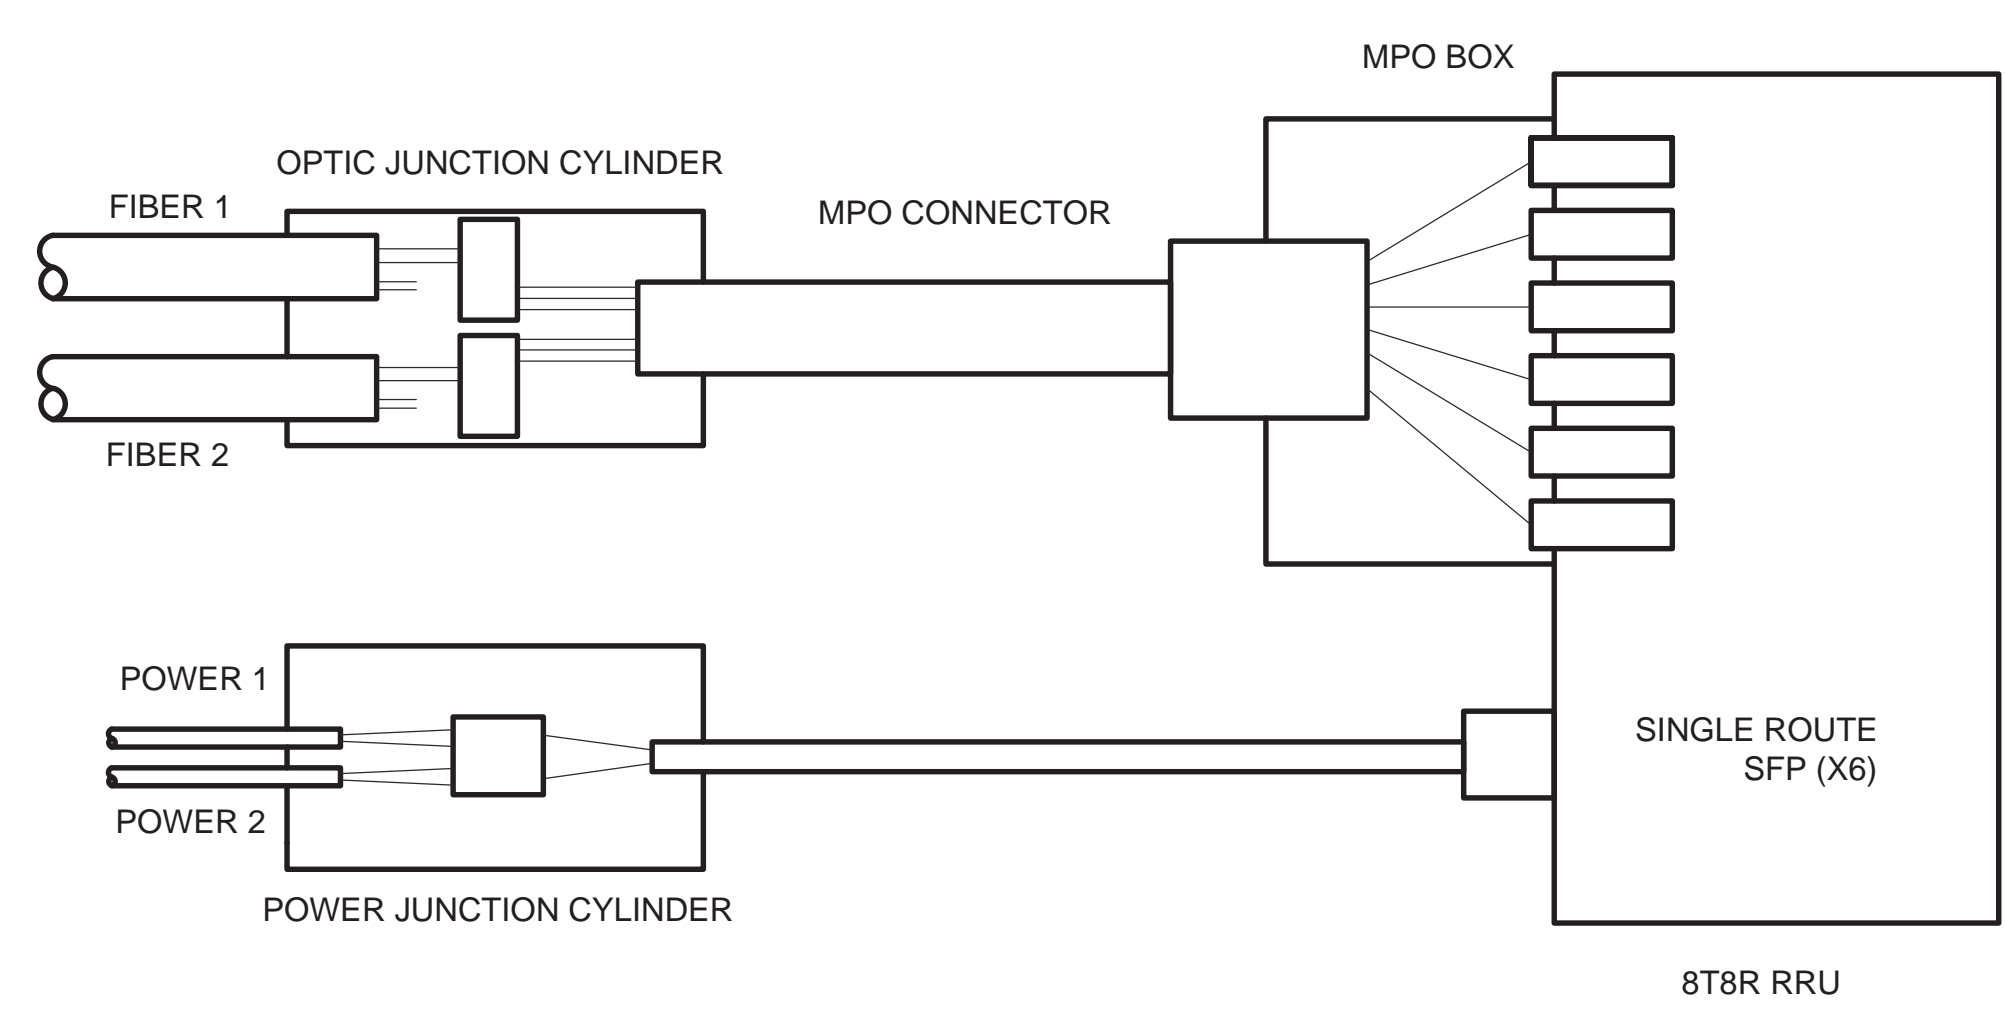 MPO BOX
OPTIC JUNCTION CYLINDER
FIBER 1
MPO CONNECTOR
FIBER 2
POWER 1
SINGLE ROUTE
SFP (X6)
POWER 2
POWER JUNCTION CYLINDER
8T8R RRU